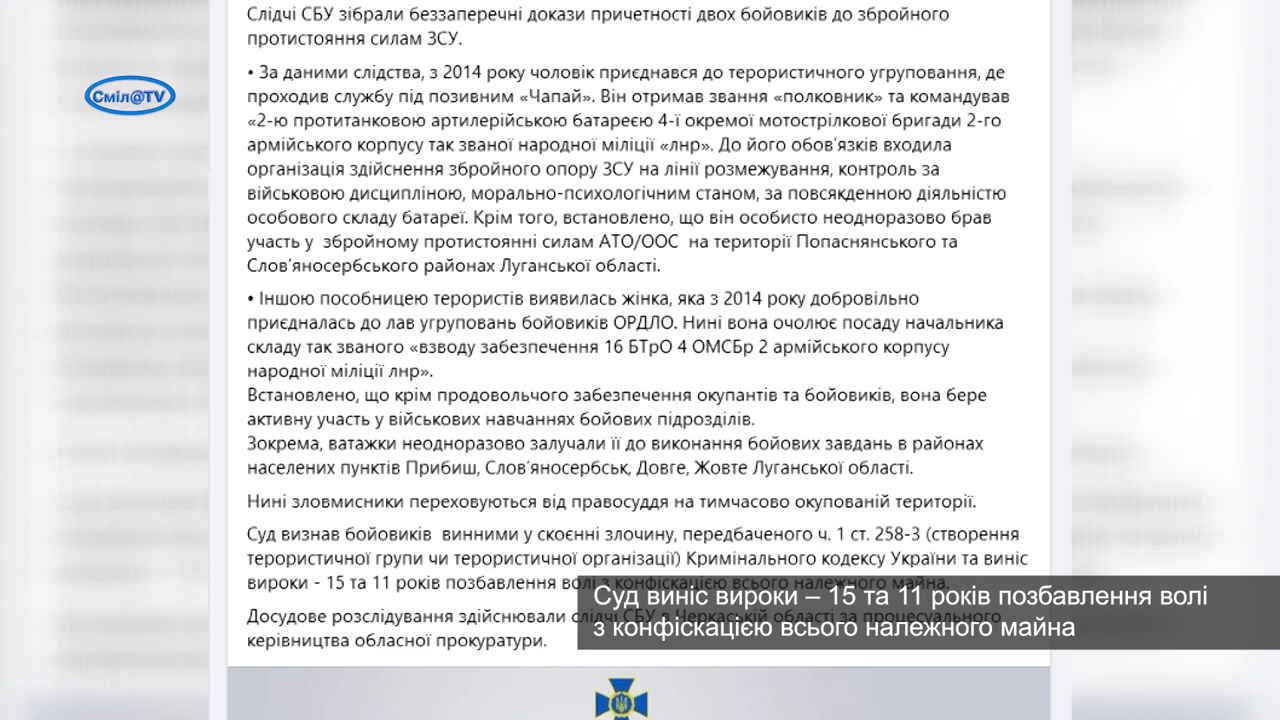 Слідчі СБУ зібрали беззаперечні докази причетності двох бойовиків до збройного
протистояння силам ЗСУ.
• За даними слідства, з 2014 року чоловік приєднався до терористичного угруповання, де
проходив службу під позивним «Чапай». Він отримав звання «полковник» та командував
«2-ю протитанковою артилерійською батареєю 4-ї окремої мотострілкової бригади 2-го
армійського корпусу так званої народної міліції «лнр». До його обов’язків входила
організація здійснення збройного опору ЗСУ на лінії розмежування, контроль за
військовою дисципліною, морально-психологічним станом, за повсякденною діяльністю
особового складу батареї. Крім того, встановлено, що він особисто неодноразово брав
участь у збройному протистоянні силам АТО/ООС на території Попаснянського та
Слов’яносербського районах Луганської області.
• Іншою пособницею терористів виявилась жінка, яка з 2014 року добровільно
приєдналась до лав угруповань бойовиків ОРДЛО. Нині вона очолює посаду начальника
складу так званого «взводу забезпечення 16 БТрО 4 ОМСБр 2 армійського корпусу
народної міліції лнр».
Встановлено, що крім продовольчого забезпечення окупантів та бойовиків, вона бере
активну участь у військових навчаннях бойових підрозділів.
Зокрема, ватажки неодноразово залучали її до виконання бойових завдань в районах
населених пунктів Прибиш, Слов’яносербськ, Довге, Жовте Луганської області.
Нині зловмисники переховуються від правосуддя на тимчасово окупованій території.
Суд визнав бойовиків винними у скоєнні злочину, передбаченого ч. 1 ст. 258-3 (створення
терористичної групи чи терористичної організації) Кримінального кодексу України та виніс
вироки - 15 та 11 років позбавлення волі з конфіскацією всього належного майна.
Досудове розслідування здійснювали слідчі СБУ в Черкаській області за процесуального
керівництва обласної прокуратури.
Сміл@TV
Суд виніс вироки – 15 та 11 років позбавлення волі
з конфіскацією всього належного майна